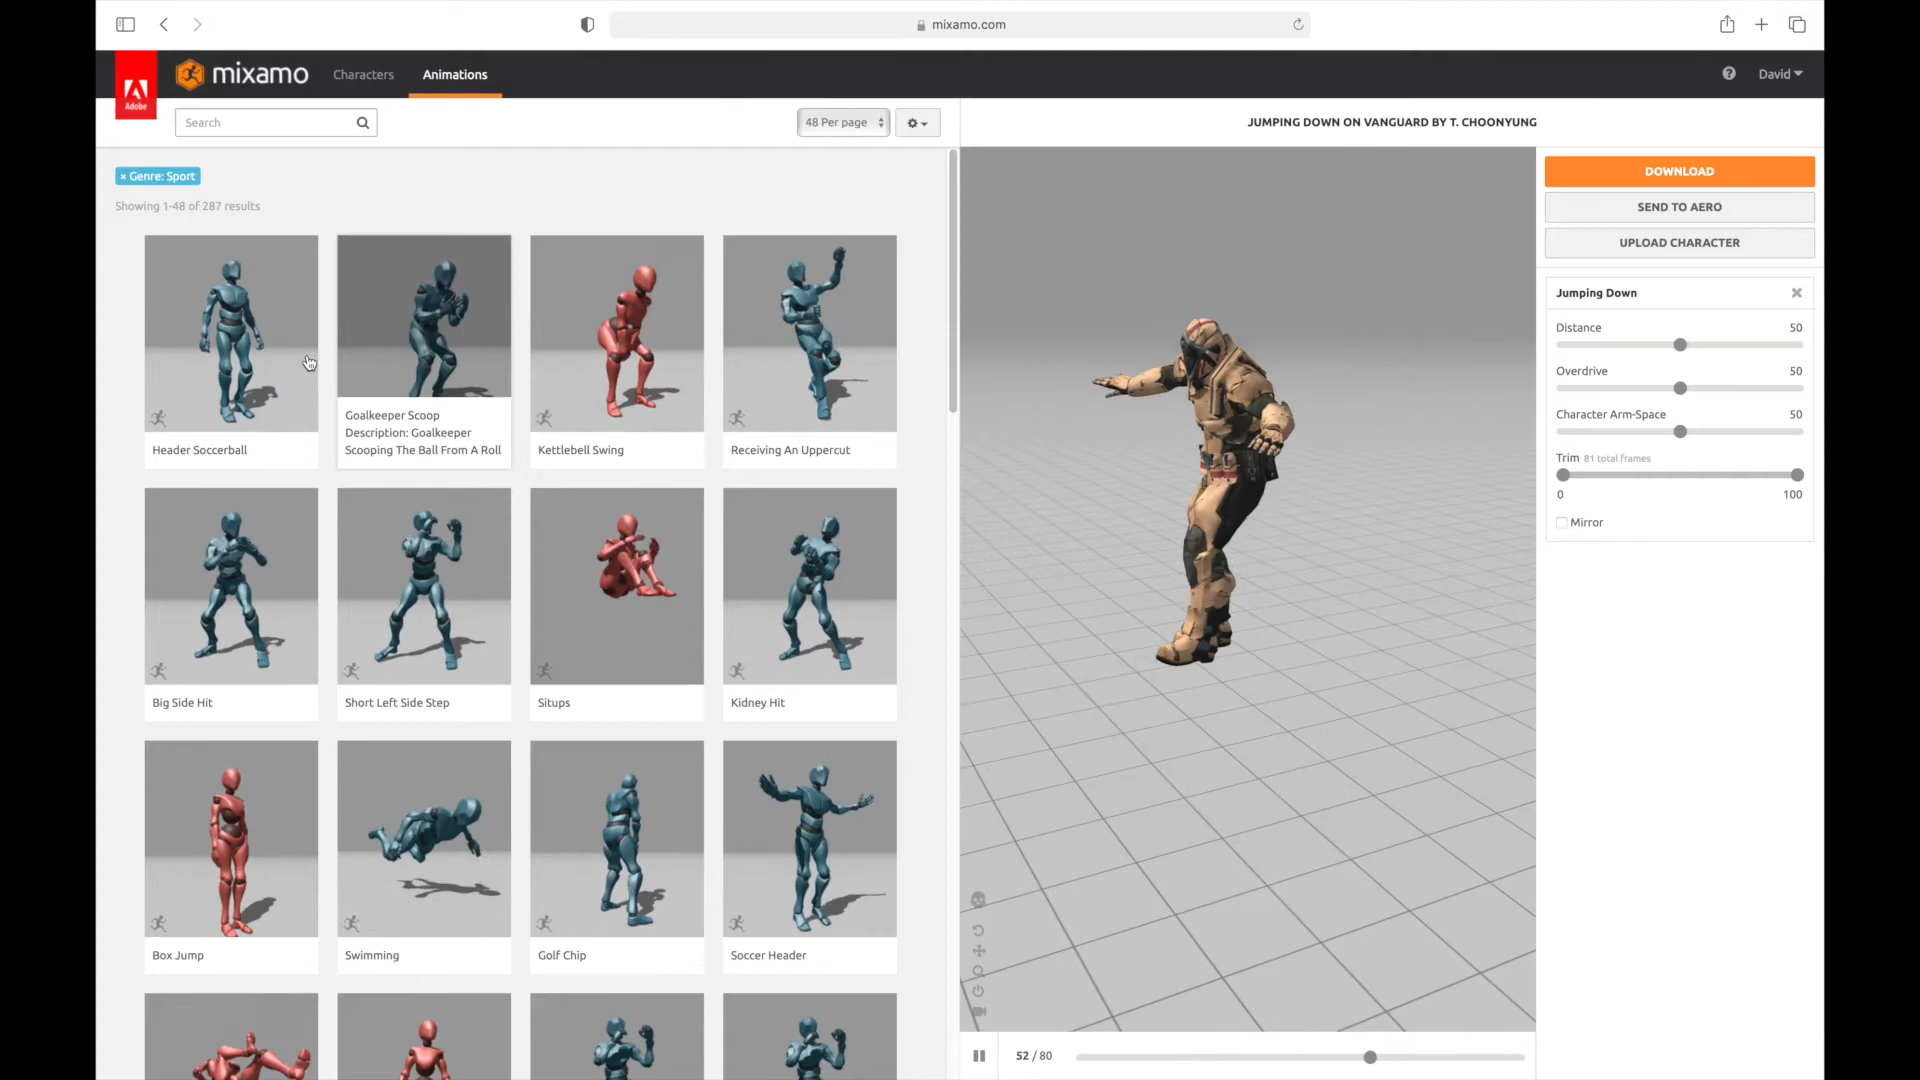 mixamo.com
Adobe
mixamo
Characters
Animations
David
Search
48 Per page
JUMPING DOWN ON VANGUARD BY T. CHOONYUNG
× Genre: Sport
Showing 1-48 of 287 results
Header Soccerball
Goalkeeper Scoop
Description: Goalkeeper
Scooping The Ball From A Roll
Kettlebell Swing
Receiving An Uppercut
Big Side Hit
Short Left Side Step
Situps
Kidney Hit
Box Jump
Swimming
Golf Chip
Soccer Header
52 / 80
DOWNLOAD
SEND TO AERO
UPLOAD CHARACTER
Jumping Down
Distance 50
Overdrive 50
Character Arm-Space 50
Trim 81 total frames
0 100
Mirror